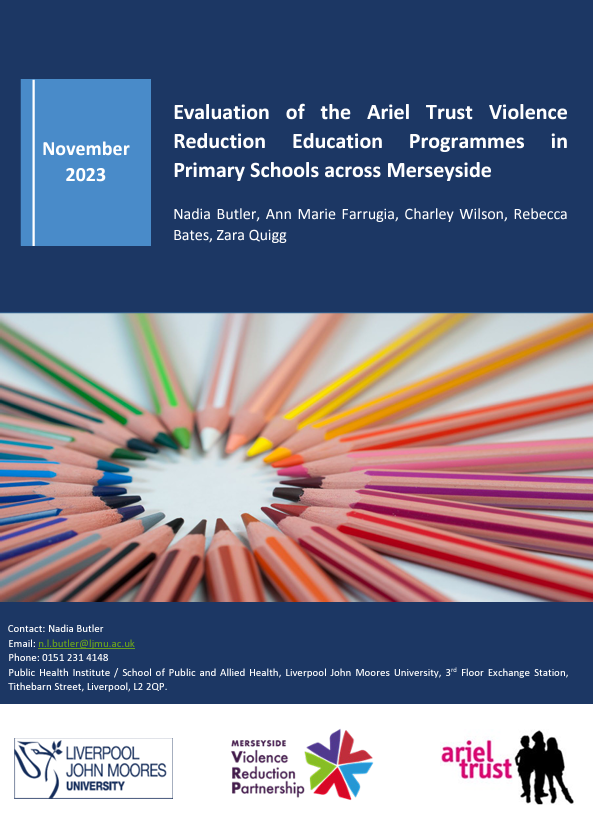 November
2023
Evaluation of the Ariel Trust Violence
Reduction Education Programmes in
Primary Schools across Merseyside
Nadia Butler, Ann Marie Farrugia, Charley Wilson, Rebecca
Bates, Zara Quigg
Contact: Nadia Butler
Email: n.l.butler@ljmu.ac.uk
Phone: 0151 231 4148
Public Health Institute / School of Public and Allied Health, Liverpool John Moores University, 3rd Floor Exchange Station,
Tithebarn Street, Liverpool, L2 2QP.
LIVERPOOL
JOHN MOORES
UNIVERSITY
MERSEYSIDE
Violence
Reduction
Partnership
ariel
trust